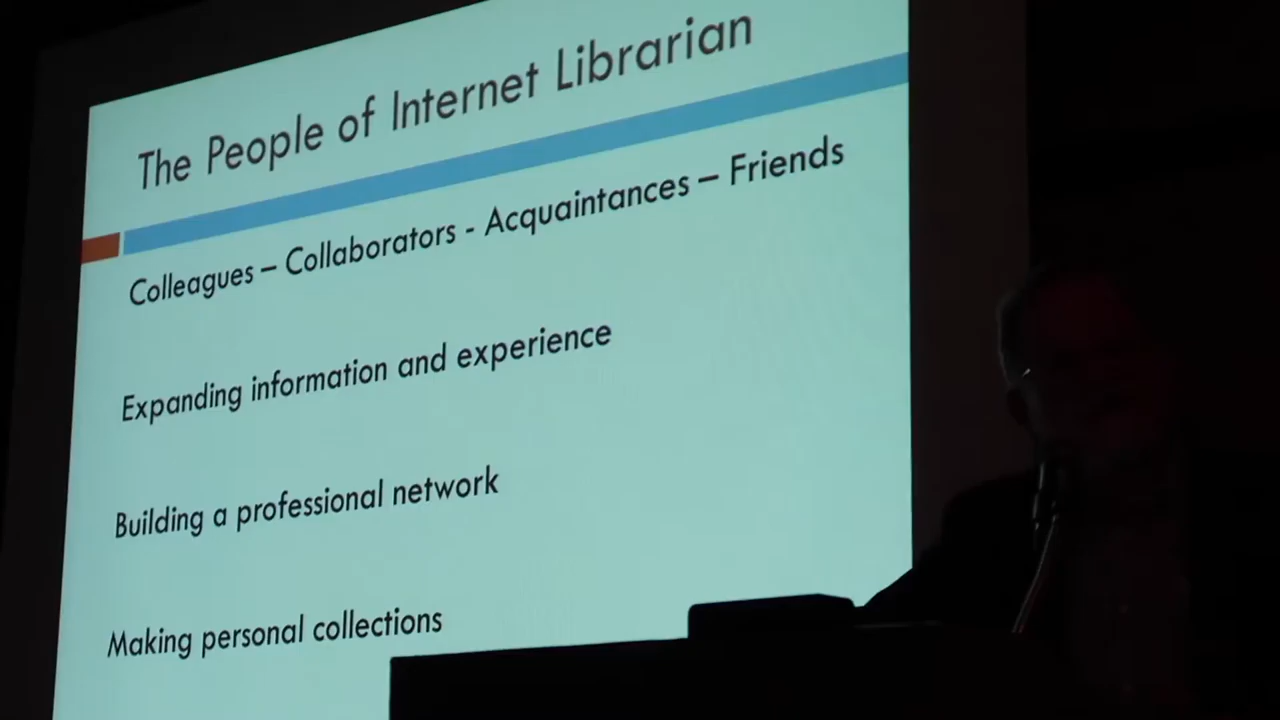 The People of Internet Librarian
Colleagues – Collaborators - Acquaintances – Friends
Expanding information and experience
Building a professional network
Making personal collections